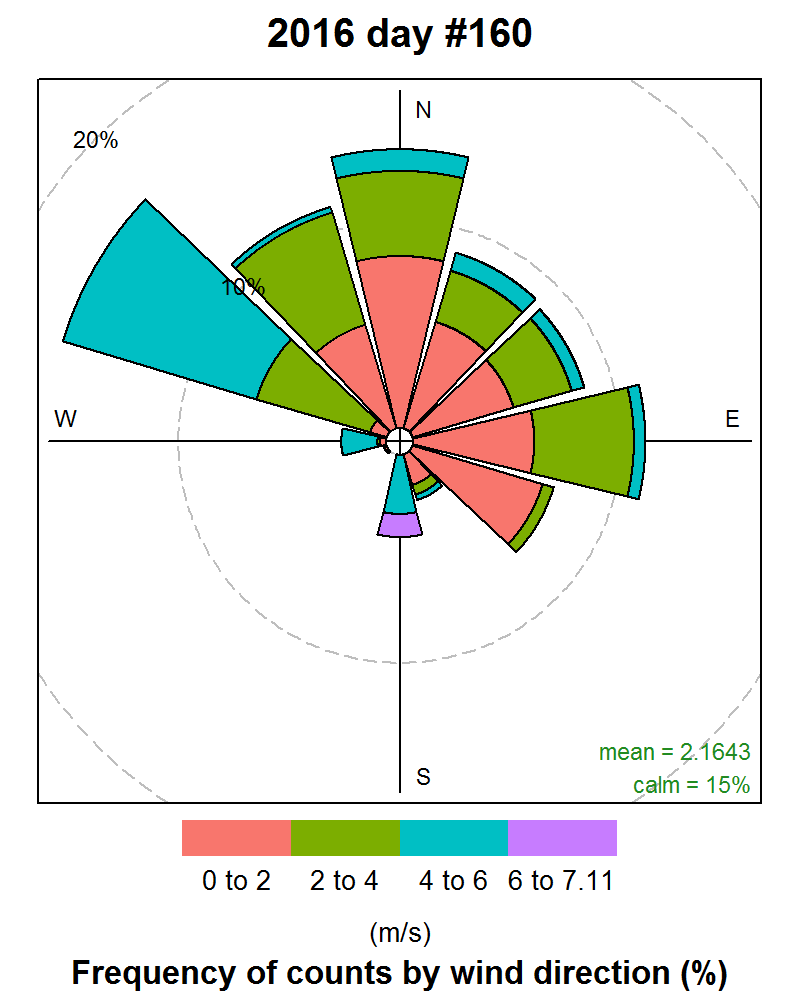 2016 day #160
N
20%
10%
W
E
mean = 2.1643
S
calm = 15%
0 to 2
2 to 4
4 to 6
6 to 7.11
(m/s)
Frequency of counts by wind direction (%)